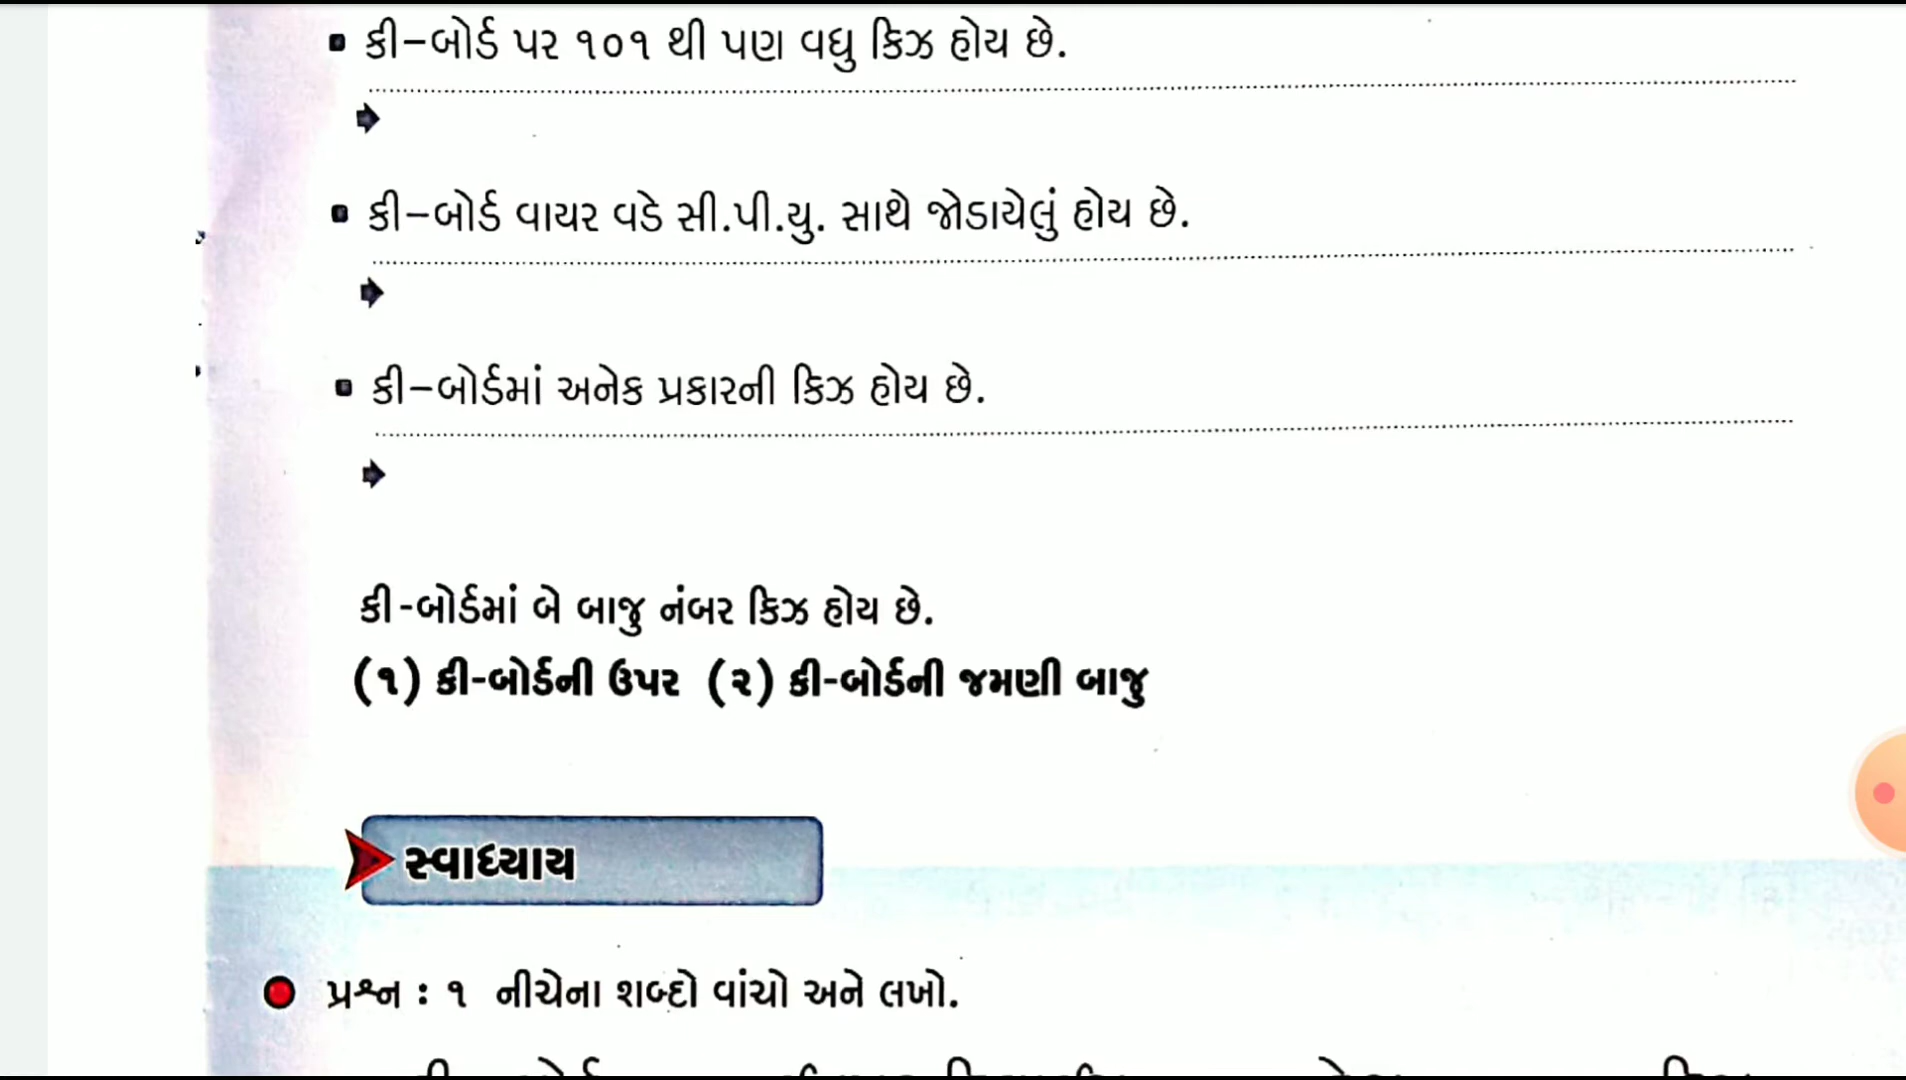 કી–બોર્ડ પર ૧૦૧ થી પણ વધુ કિઝ હોય છે.
કી–બોર્ડ વાયર વડે સી.પી.યુ. સાથે જોડાયેલું હોય છે.
કી–બોર્ડમાં અનેક પ્રકારની કિઝ હોય છે.
કી-બોર્ડમાં બે બાજુ નંબર કિઝ હોય છે.
(૧) કી-બોર્ડની ઉપર (૨) કી-બોર્ડની જમણી બાજુ
સ્વાધ્યાય
પ્રશ્ન : ૧ નીચેના શબ્દો વાંચો અને લખો.